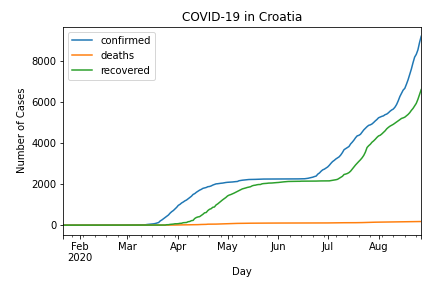 COVID-19 in Croatia
confirmed
deaths
recovered
Number of Cases
8000
6000
4000
2000
0
Feb Mar Apr May Jun Jul Aug
2020
Day